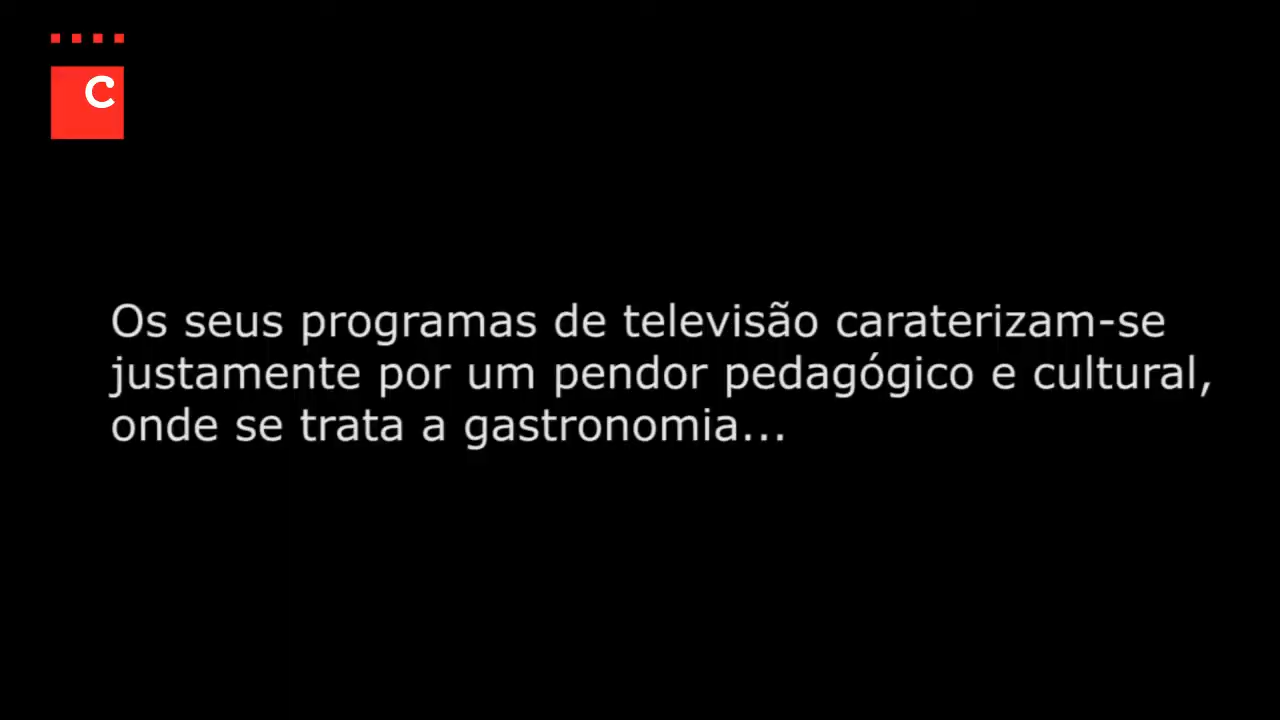 C
Os seus programas de televisão caraterizam-se
justamente por um pendor pedagógico e cultural,
onde se trata a gastronomia...